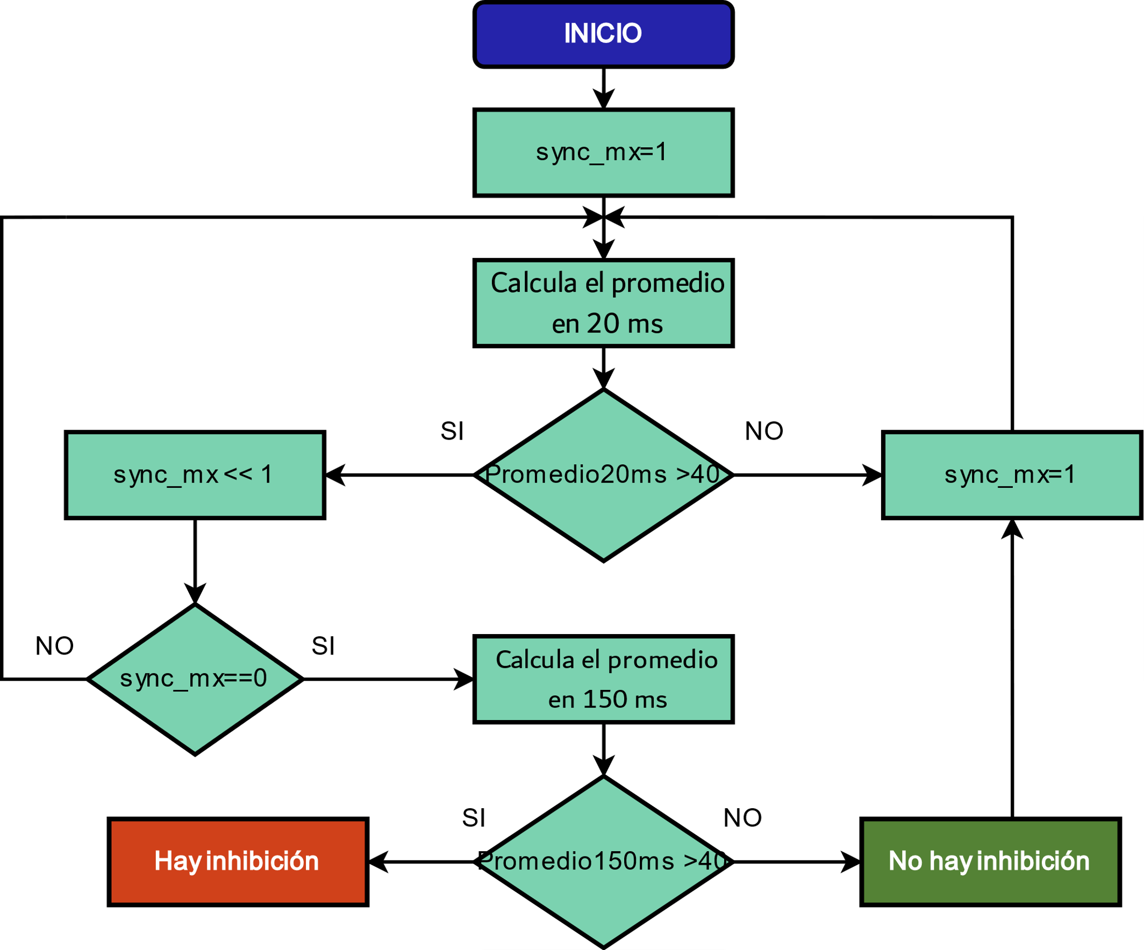 INICIO
sync_mx=1
Calcula el promedio
en 20 ms
SI
NO
sync_mx << 1
Promedio20ms >40
sync_mx=1
NO
SI
sync_mx==0
Calcula el promedio
en 150 ms
SI
NO
Hay inhibición
Promedio150ms >40
No hay inhibición